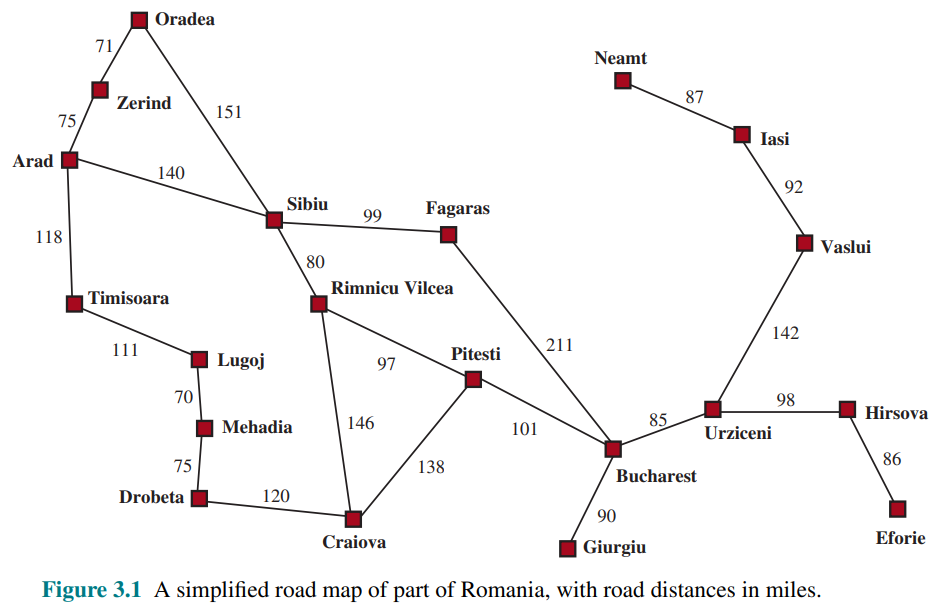 Oradea
71
Neamt
Zerind
87
151
75
Iasi
Arad
140
92
Sibiu
99
Fagaras
118
Vaslui
80
Timisoara
Rimnicu Vilcea
142
111
211
Lugoj
97
Pitesti
70
98
Hirsova
146
85
Mehadia
101
Urziceni
75
138
86
Bucharest
Drobeta
120
90
Craiova
Giurgiu
Eforie
Figure 3.1 A simplified road map of part of Romania, with road distances in miles.